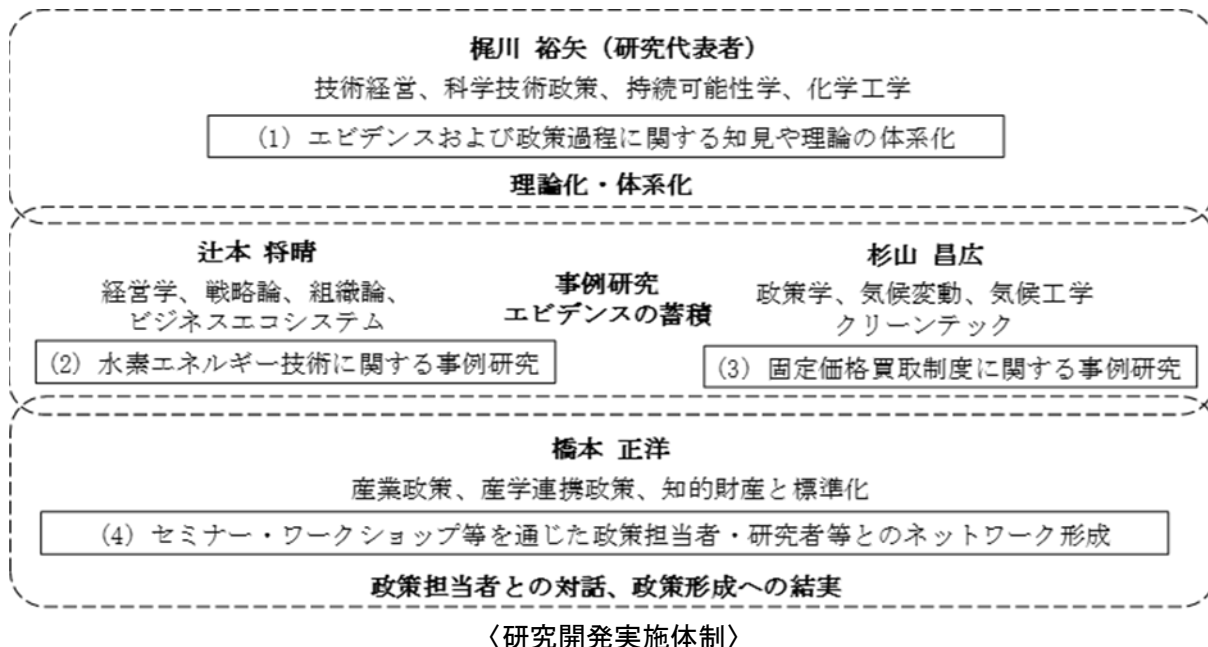 梶川 裕矢（研究代表者）
技術経営、科学技術政策、持続可能性学、化学工学
(1) エビデンスおよび政策過程に関する知見や理論の体系化
理論化・体系化
辻本 将晴
経営学、戦略論、組織論、
ビジネスエコシステム
(2) 水素エネルギー技術に関する事例研究
事例研究
エビデンスの蓄積
杉山 昌広
政策学、気候変動、気候工学
クリーンテック
(3) 固定価格買取制度に関する事例研究
橋本 正洋
産業政策、産学連携政策、知的財産と標準化
(4) セミナー・ワークショップ等を通じた政策担当者・研究者等とのネットワーク形成
政策担当者との対話、政策形成への結実
〈研究開発実施体制〉